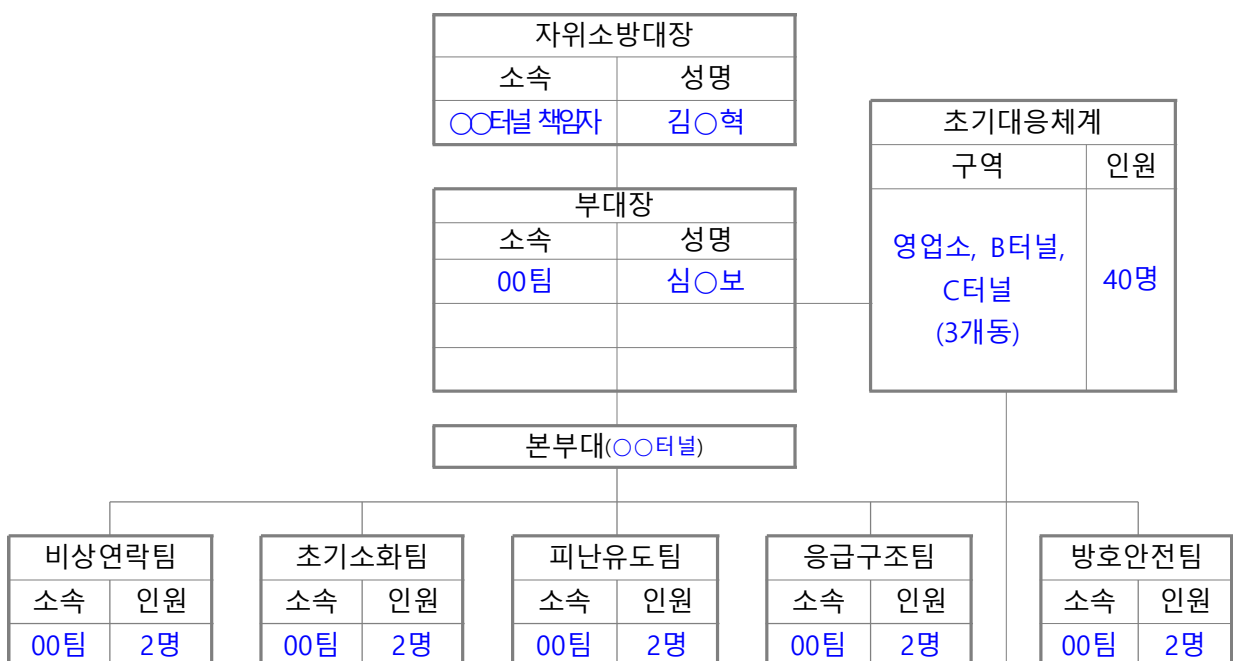 자위소방대장
소속 성명
○○터널 책임자 김○혁
초기대응체계
구역 인원
영업소, B터널,
C터널
(3개동)
40명
부대장
소속 성명
00팀 심○보
본부대(○○터널)
비상연락팀 초기소화팀 피난유도팀 응급구조팀 방호안전팀
소속 인원 소속 인원 소속 인원 소속 인원 소속 인원
00팀 2명 00팀 2명 00팀 2명 00팀 2명 00팀 2명